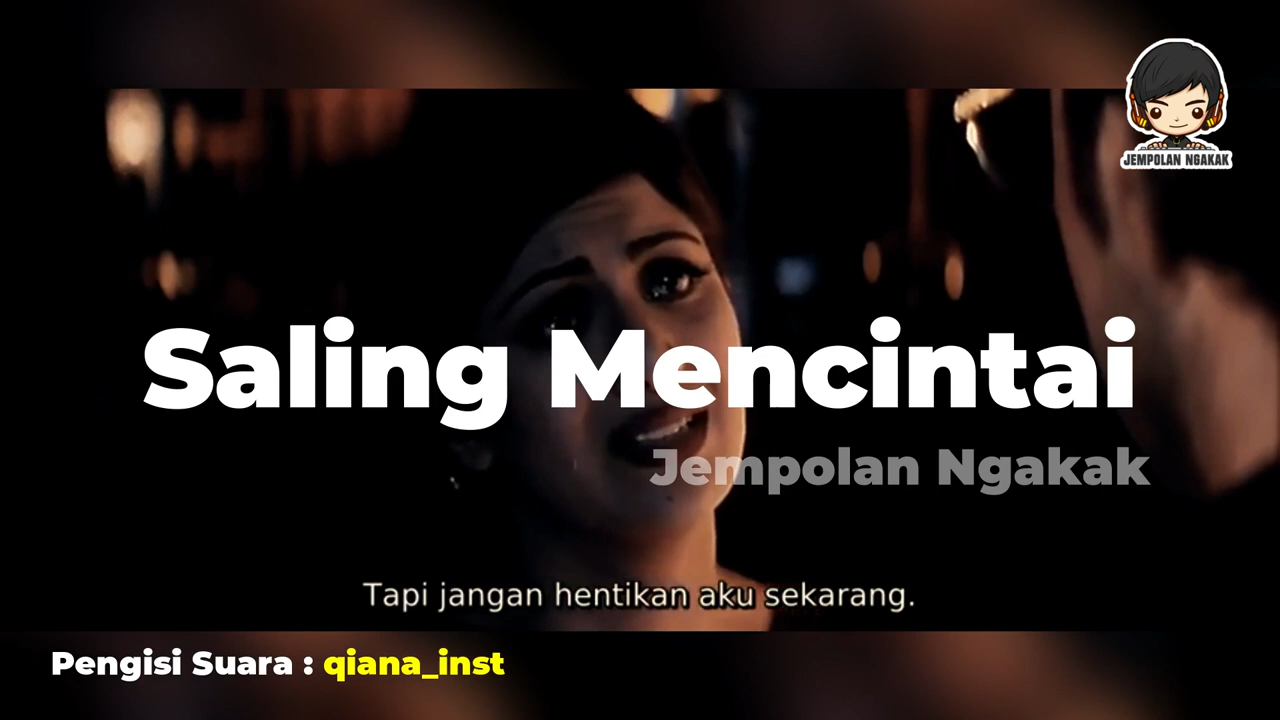 JEMPOLAN NGAKAK
Saling Mencintai
Jempolan Ngakak
Tapi jangan hentikan aku sekarang.
Pengisi Suara : qiana_inst